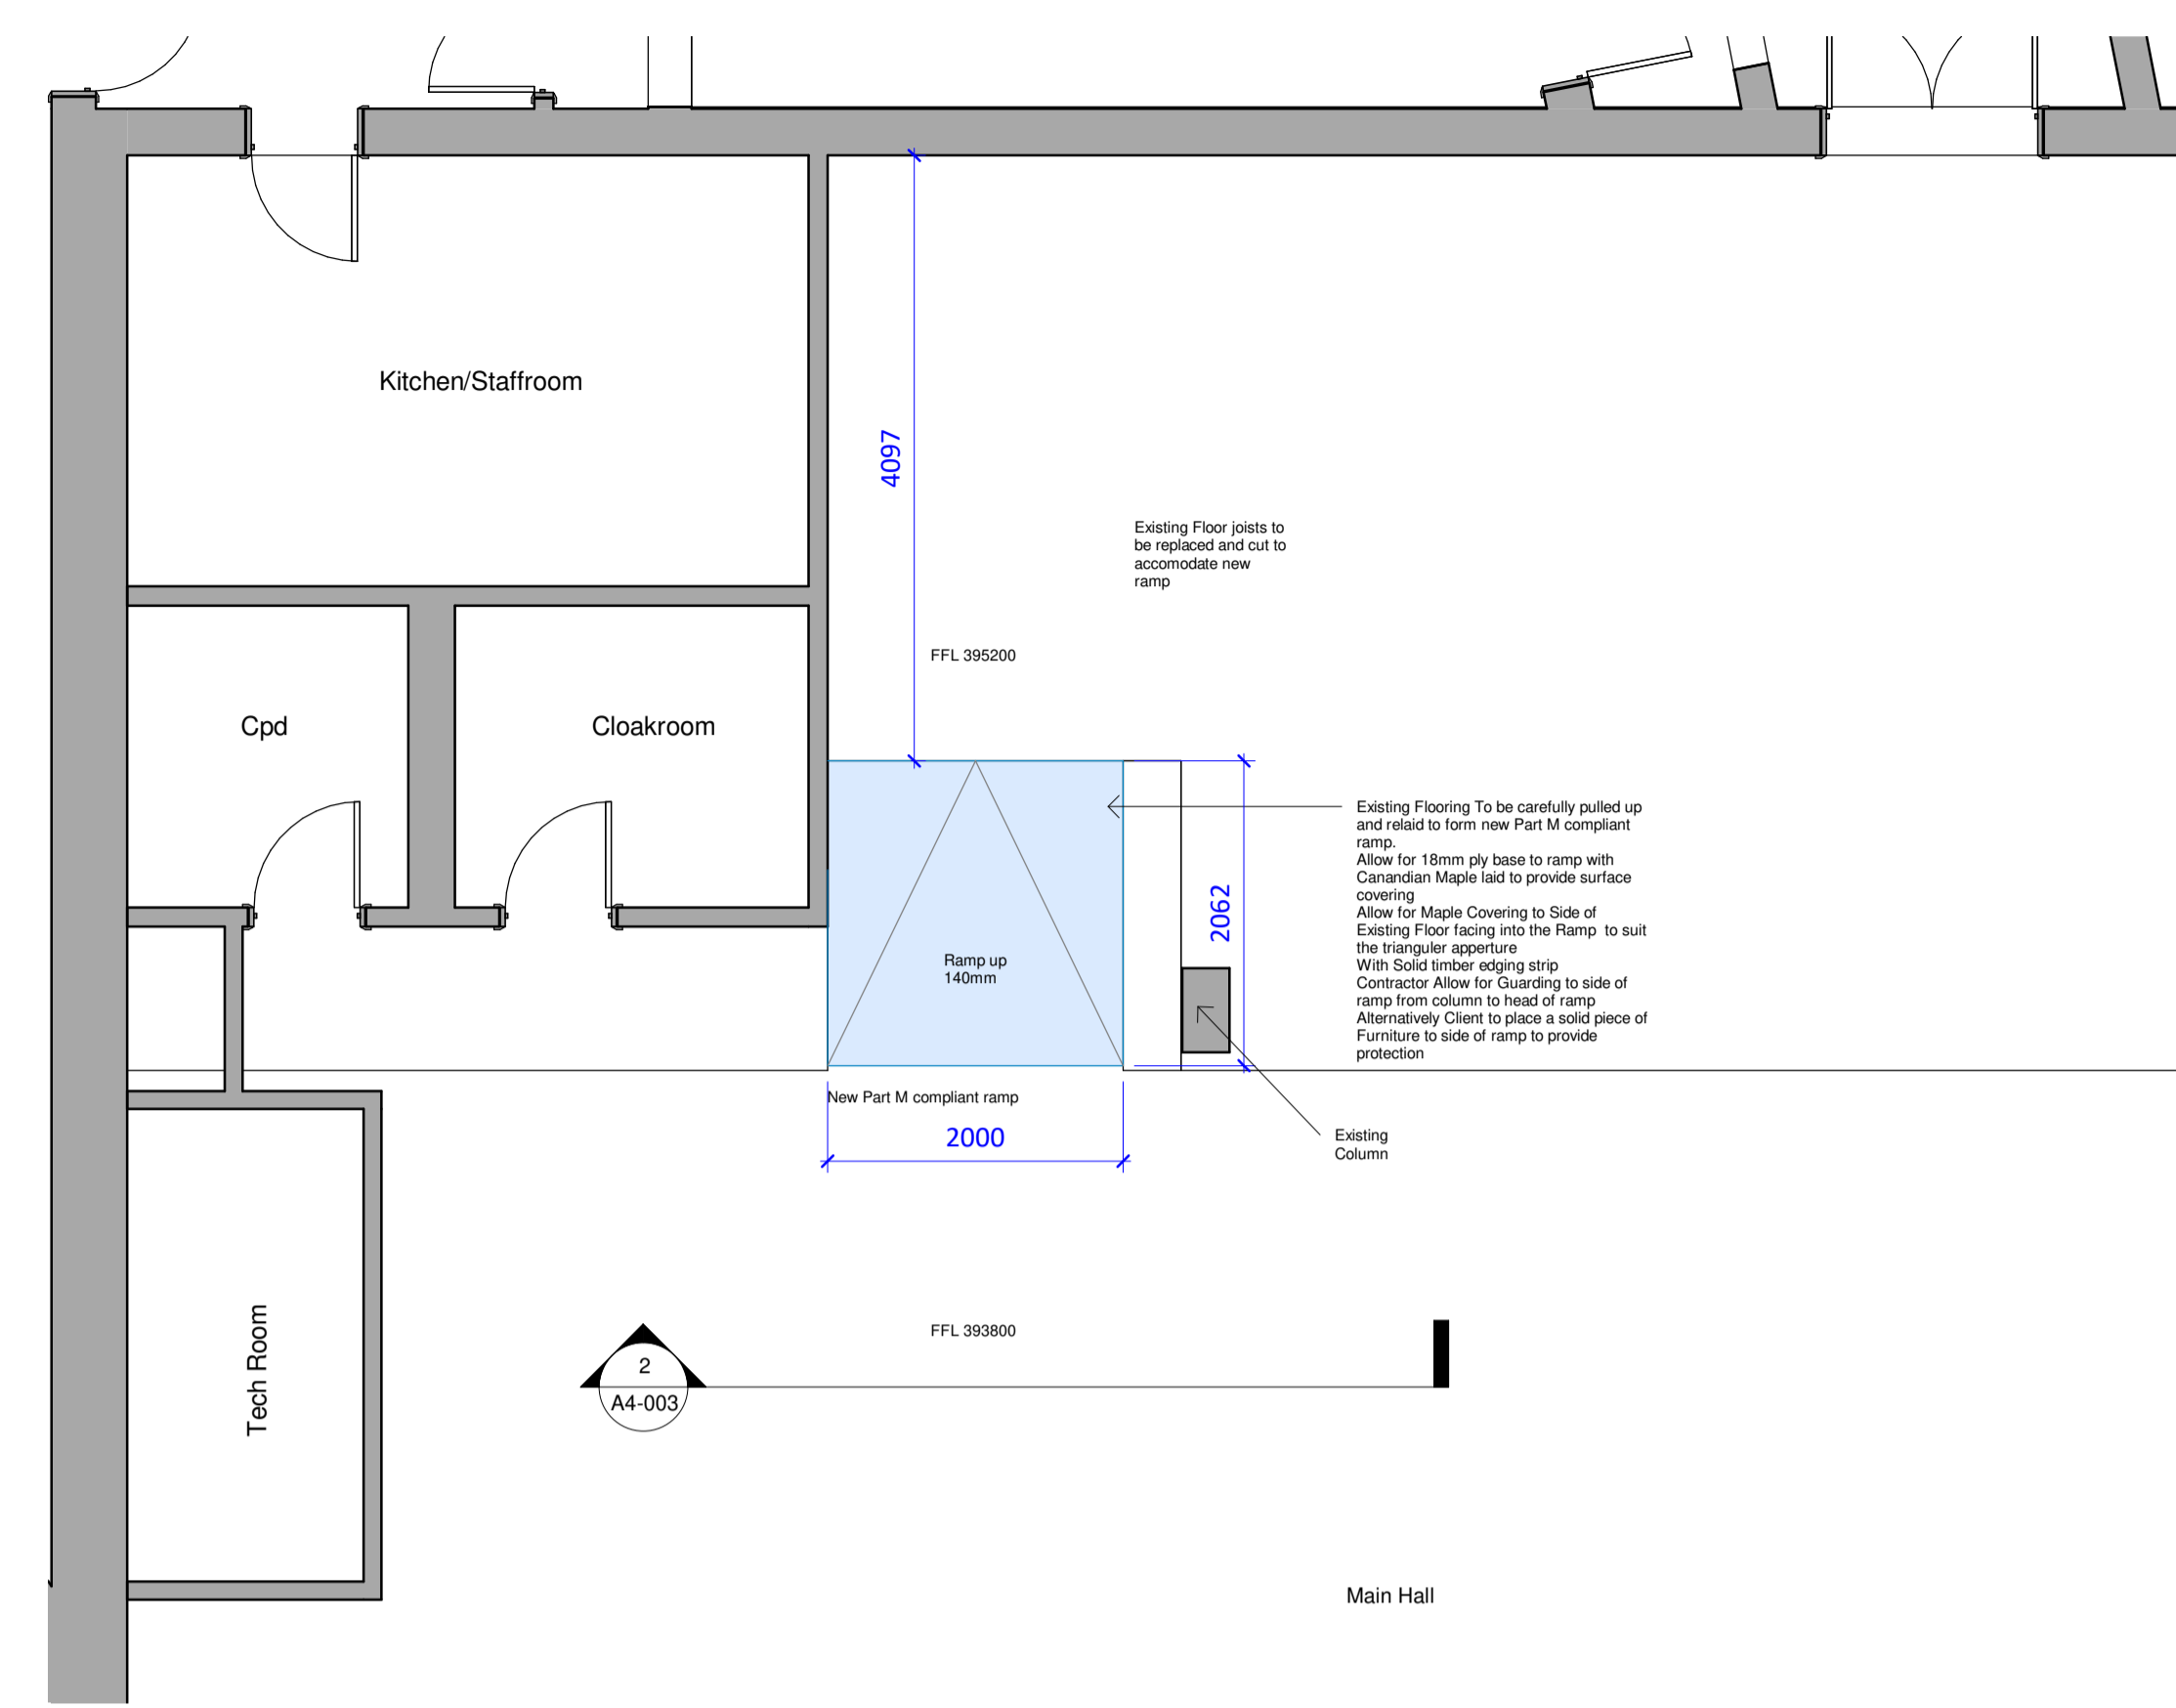 Kitchen/Staffroom
4097
Existing Floor joists to
be replaced and cut to
accomodate new
ramp
FFL 395200
Cpd
Cloakroom
Existing Flooring To be carefully pulled up
and relaid to form new Part M compliant
ramp.
Allow for 18mm ply base to ramp with
Canandian Maple laid to provide surface
covering
Allow for Maple Covering to Side of
Existing Floor facing into the Ramp to suit
the trianguler apperture
With Solid timber edging strip
Contractor Allow for Guarding to side of
ramp from column to head of ramp
Alternatively Client to place a solid piece of
Furniture to side of ramp to provide
protection
2062
Ramp up
140mm
New Part M compliant ramp
2000
Existing
Column
Tech Room
FFL 393800
2
A4-003
Main Hall